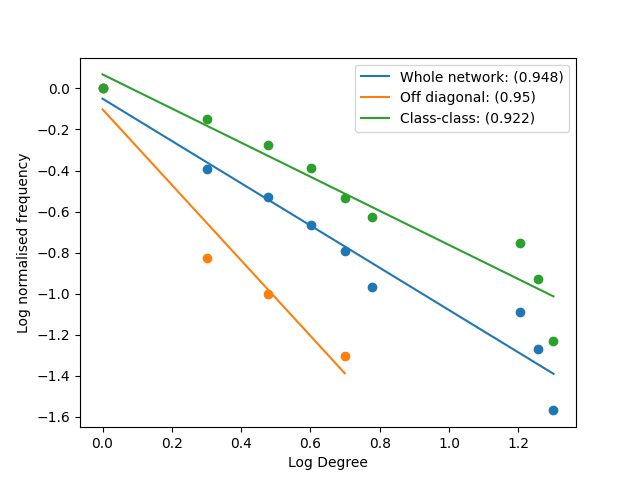 Whole network: (0.948)
Off diagonal: (0.95)
Class-class: (0.922)
0.0
−0.2
−0.4
−0.6
−0.8
−1.0
−1.2
−1.4
−1.6
Log normalised frequency
0.0 0.2 0.4 0.6 0.8 1.0 1.2
Log Degree